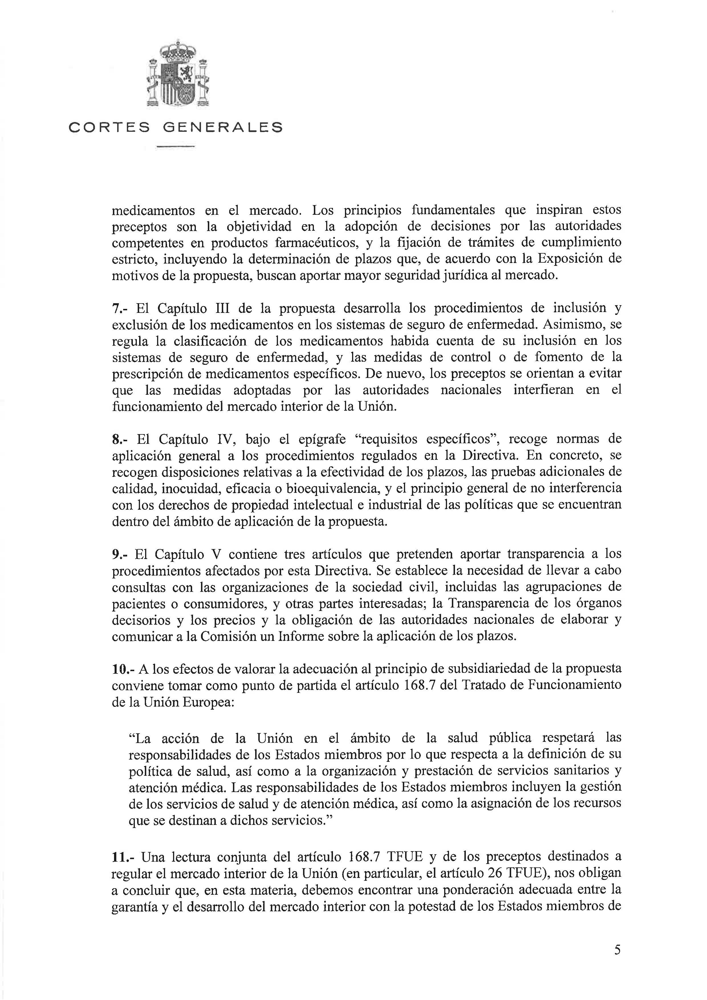 CORTES GENERALES
medicamentos en el mercado. Los principios fundamentales que inspiran estos
preceptos son la objetividad en la adopción de decisiones por las autoridades
competentes en productos farmacéuticos, y la fijación de trámites de cumplimiento
estricto, incluyendo la determinación de plazos que, de acuerdo con la Exposición de
motivos de la propuesta, buscan aportar mayor seguridad jurídica al mercado.
7.- El Capítulo III de la propuesta desarrolla los procedimientos de inclusión y
exclusión de los medicamentos en los sistemas de seguro de enfermedad. Asimismo, se
regula la clasificación de los medicamentos habida cuenta de su inclusión en los
sistemas de seguro de enfermedad, y las medidas de control o de fomento de la
prescripción de medicamentos específicos. De nuevo, los preceptos se orientan a evitar
que las medidas adoptadas por las autoridades nacionales interfieran en el
funcionamiento del mercado interior de la Unión.
8.- El Capítulo IV, bajo el epígrafe “requisitos específicos”, recoge normas de
aplicación general a los procedimientos regulados en la Directiva. En concreto, se
recogen disposiciones relativas a la efectividad de los plazos, las pruebas adicionales de
calidad, inocuidad, eficacia o bioequivalencia, y el principio general de no interferencia
con los derechos de propiedad intelectual e industrial de las políticas que se encuentran
dentro del ámbito de aplicación de la propuesta.
9.- El Capítulo V contiene tres artículos que pretenden aportar transparencia a los
procedimientos afectados por esta Directiva. Se establece la necesidad de llevar a cabo
consultas con las organizaciones de la sociedad civil, incluidas las agrupaciones de
pacientes o consumidores, y otras partes interesadas; la Transparencia de los órganos
decisorios y los precios y la obligación de las autoridades nacionales de elaborar y
comunicar a la Comisión un Informe sobre la aplicación de los plazos.
10.- A los efectos de valorar la adecuación al principio de subsidiariedad de la propuesta
conviene tomar como punto de partida el artículo 168.7 del Tratado de Funcionamiento
de la Unión Europea:
“La acción de la Unión en el ámbito de la salud pública respetará las
responsabilidades de los Estados miembros por lo que respecta a la definición de su
política de salud, así como a la organización y prestación de servicios sanitarios y
atención médica. Las responsabilidades de los Estados miembros incluyen la gestión
de los servicios de salud y de atención médica, así como la asignación de los recursos
que se destinan a dichos servicios.”
11.- Una lectura conjunta del artículo 168.7 TFUE y de los preceptos destinados a
regular el mercado interior de la Unión (en particular, el artículo 26 TFUE), nos obligan
a concluir que, en esta materia, debemos encontrar una ponderación adecuada entre la
garantía y el desarrollo del mercado interior con la potestad de los Estados miembros de
5